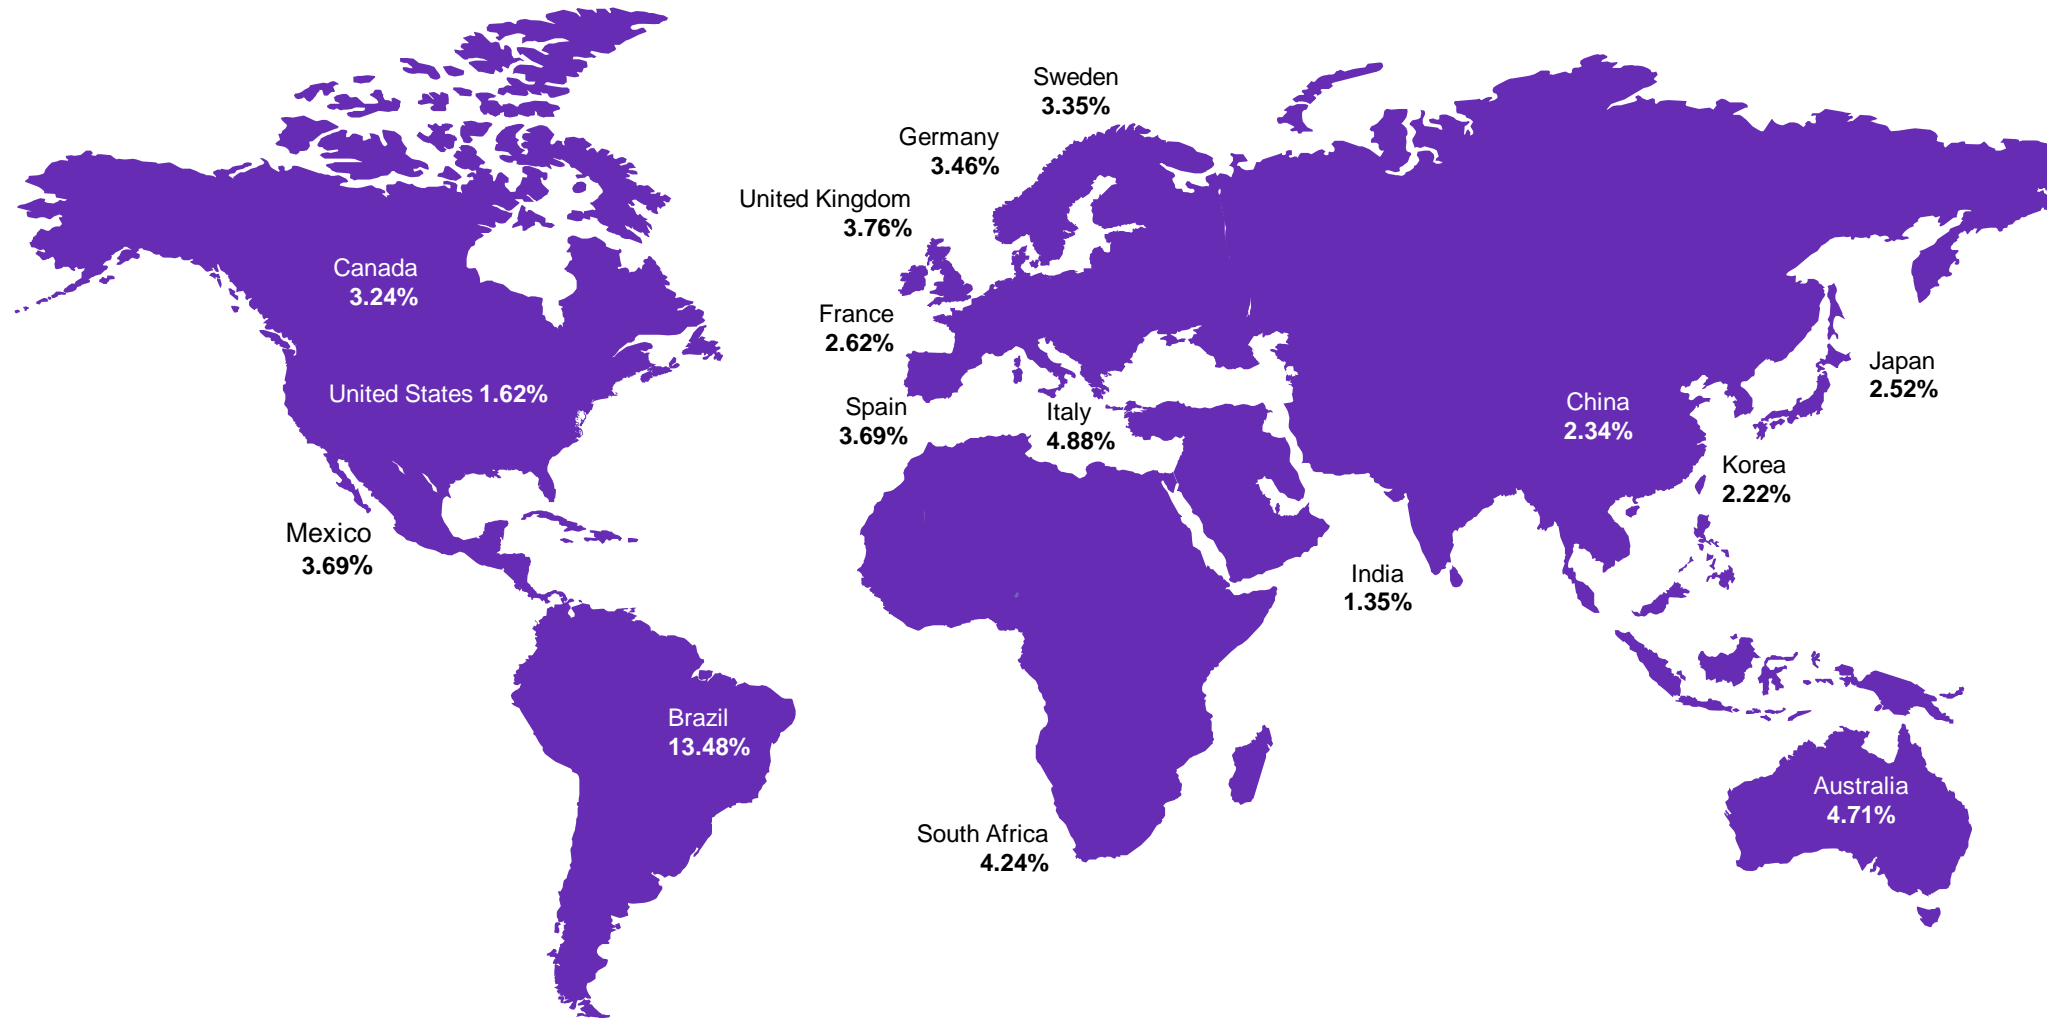 Sweden
3.35%
Germany
3.46%
United Kingdom
3.76%
Canada
3.24%
France
2.62%
Japan
2.52%
United States 1.62%
Spain
3.69%
Italy
4.88%
China
2.34%
Korea
2.22%
Mexico
3.69%
India
1.35%
Brazil
13.48%
Australia
4.71%
South Africa
4.24%